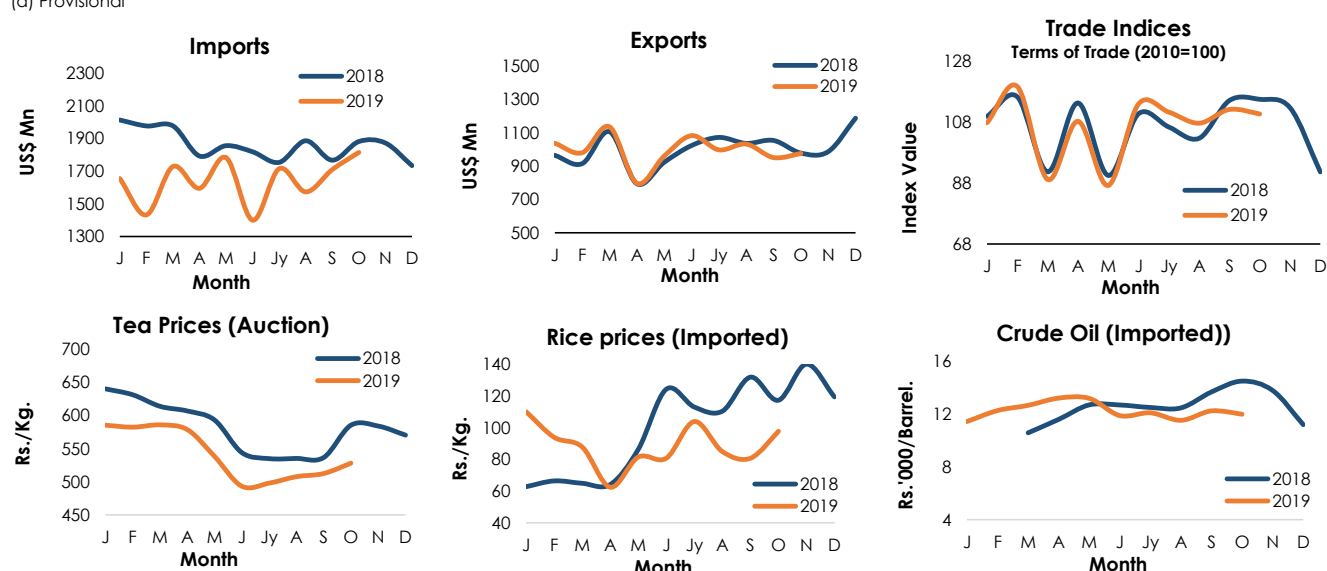 (a) Provisional
Imports
2300
2100
1900
1700
1500
1300
US$ Mn
2018
2019
J F M A M J Jy A S O N D
Month
Exports
1500
1300
1100
900
700
500
US$ Mn
2018
2019
J F M A M J Jy A S O N D
Month
Trade Indices
Terms of Trade (2010=100)
128
108
88
68
Index Value
2018
2019
J F M A M J Jy A S O N D
Month
Tea Prices (Auction)
700
650
600
550
500
450
Rs./Kg.
2018
2019
J F M A M J Jy A S O N D
Month
Rice prices (Imported)
140
120
100
80
60
40
Rs./Kg.
2018
2019
J F M A M J Jy A S O N D
Month
Crude Oil (Imported))
16
12
8
4
Rs.'000/Barrel.
2018
2019
J F M A M J Jy A S O N D
Month